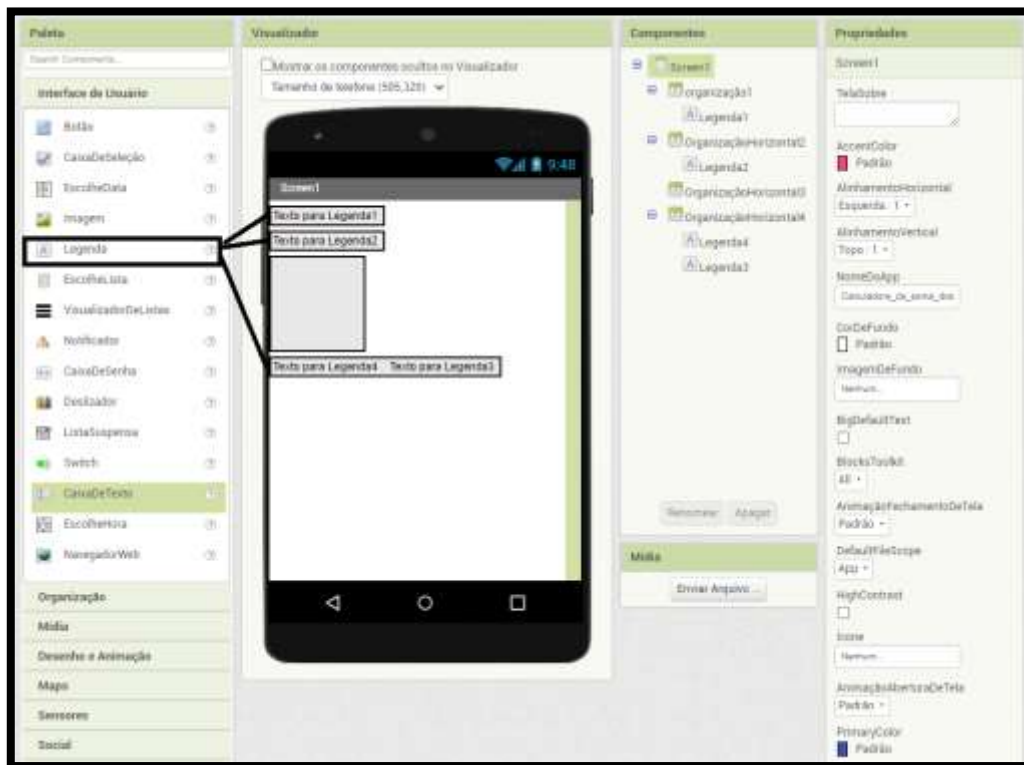 Paleta
Search Components...
Interface de Usuário
Botão
CaixaDeSeleção
EscolheData
Imagem
Legenda
EscolheLista
VisualizadorDeListas
Notificador
CaixaDeSenha
Deslizador
ListaSuspensa
Switch
CaixaDeTexto
EscolheHora
NavegadorWeb
Organização
Mídia
Desenho e Animação
Maps
Sensores
Social
Visualizador
Mostrar os componentes ocultos no Visualizador
Tamanho de telefone (505,320)
9:48
Screen1
Texto para Legenda1
Texto para Legenda2
Texto para Legenda4 Texto para Legenda3
Componentes
Screen1
organização1
Legenda1
OrganizaçãoHorizontal2
Legenda2
OrganizaçãoHorizontal3
OrganizaçãoHorizontal4
Legenda4
Legenda3
Renomear Apagar
Mídia
Enviar Arquivo ...
Propriedades
Screen1
TelaSobre
AccentColor
Padrão
AlinhamentoHorizontal
Esquerda : 1
AlinhamentoVertical
Topo : 1
NomeDoApp
Calculadora_de_soma_dos
CorDeFundo
Padrão
ImagemDeFundo
Nenhum...
BigDefaultText
BlocksToolkit
All
AnimaçãoFechamentoDeTela
Padrão
DefaultFileScope
App
HighContrast
Ícone
Nenhum...
AnimaçãoAberturaDeTela
Padrão
PrimaryColor
Padrão